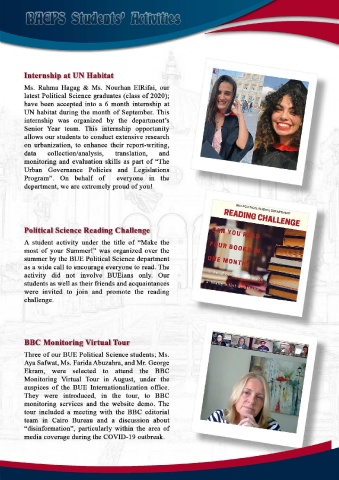 BAEPS Students' Activities
Internship at UN Habitat
Ms. Rahma Hagag & Ms. Nourhan ElRifai, our
latest Political Science graduates (class of 2020);
have been accepted into a 6 month internship at
UN habitat during the month of September. This
internship was organized by the department's
Senior Year team. This internship opportunity
allows our students to conduct extensive research
on urbanization, to enhance their report-writing,
data collection/analysis, translation, and
monitoring and evaluation skills as part of "The
Urban Governance Policies and Legislations
Program". On behalf of everyone in the
department, we are extremely proud of you!
Political Science Reading Challenge
A student activity under the title of "Make the
most of your Summer!" was organized over the
summer by the BUE Political Science department
as a wide call to encourage everyone to read. The
activity did not involve BUEians only. Our
students as well as their friends and acquaintances
were invited to join and promote the reading
challenge.
READING CHALLENGE
CAN YOU R
FOUR BOOK
ONE MONT
BBC Monitoring Virtual Tour
Three of our BUE Political Science students; Ms.
Aya Safwat, Ms. Farida Abuzahra, and Mr. George
Ekram, were selected to attend the BBC
Monitoring Virtual Tour in August, under the
auspices of the BUE Internationalization office.
They were introduced, in the tour, to BBC
monitoring services and the website demo. The
tour included a meeting with the BBC editorial
team in Cairo Bureau and a discussion about
"disinformation", particularly within the area of
media coverage during the COVID-19 outbreak.